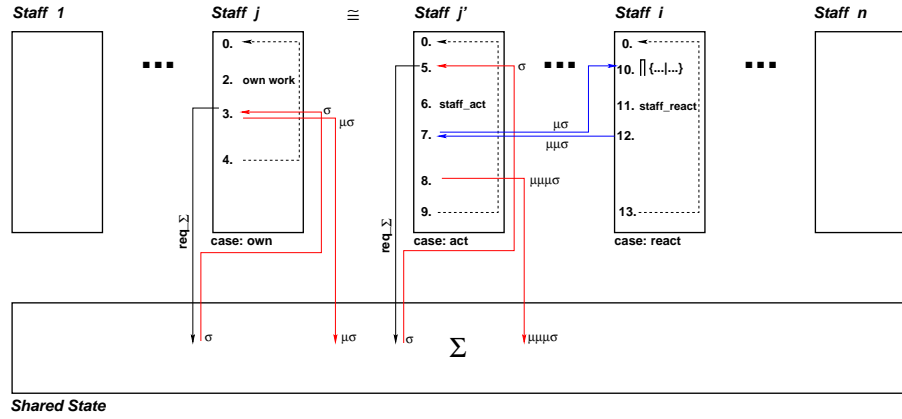 Staff 1
Staff j
≅
Staff j'
Staff i
Staff n
...
...
...
0.
2. own work
3.
4.
σ
μσ
req_Σ
case: own
0.
5.
6. staff_act
7.
8.
9.
σ
μσ
μμσ
μμμσ
req_Σ
case: act
0.
10. ⌈⌉ {...|...}
11. staff_react
12.
13.
case: react
σ
μσ
σ
Σ
μμμσ
Shared State